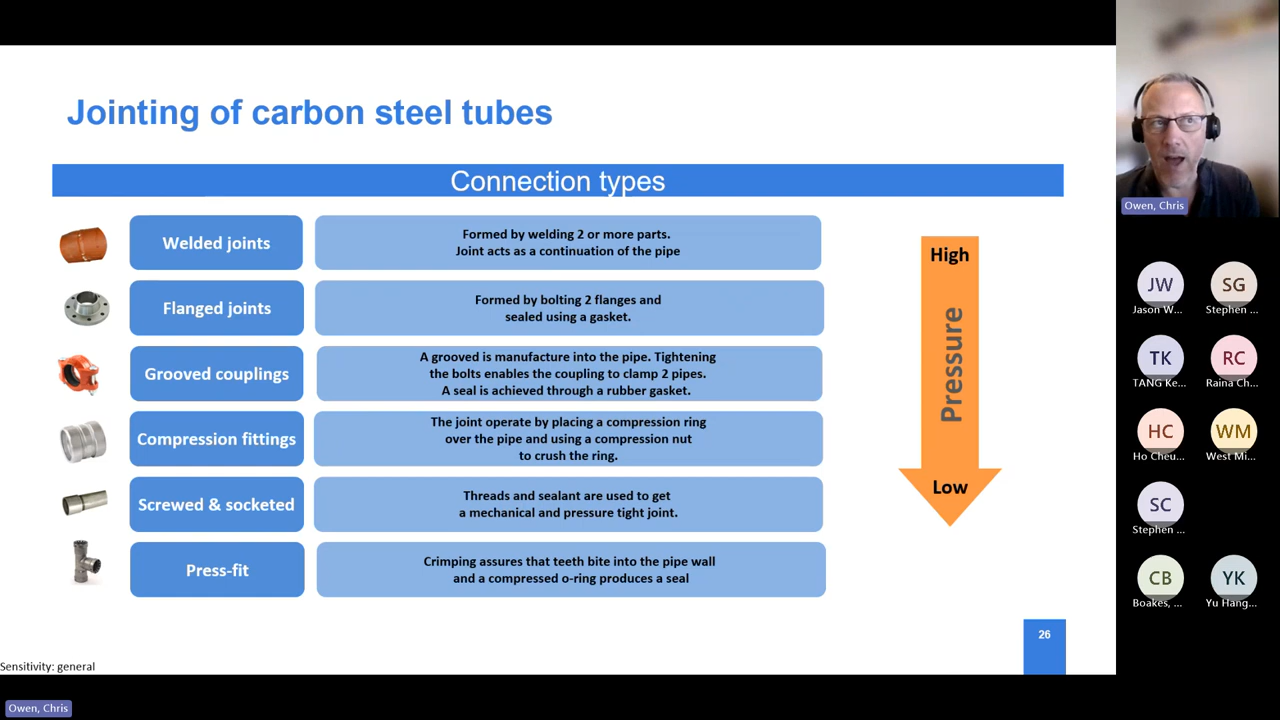 Jointing of carbon steel tubes
Connection types
Welded joints
Formed by welding 2 or more parts.
Joint acts as a continuation of the pipe
Flanged joints
Formed by bolting 2 flanges and
sealed using a gasket.
Grooved couplings
A grooved is manufacture into the pipe. Tightening
the bolts enables the coupling to clamp 2 pipes.
A seal is achieved through a rubber gasket.
Compression fittings
The joint operate by placing a compression ring
over the pipe and using a compression nut
to crush the ring.
Screwed & socketed
Threads and sealant are used to get
a mechanical and pressure tight joint.
Press-fit
Crimping assures that teeth bite into the pipe wall
and a compressed o-ring produces a seal
High
Pressure
Low
26
Sensitivity: general
Owen, Chris
Owen, Chris
JW
Jason W...
SG
Stephen ...
TK
TANG Ke...
RC
Raina Ch...
HC
Ho Cheu...
WM
West Mi...
SC
Stephen ...
CB
Boakes, ...
YK
Yu Hang...